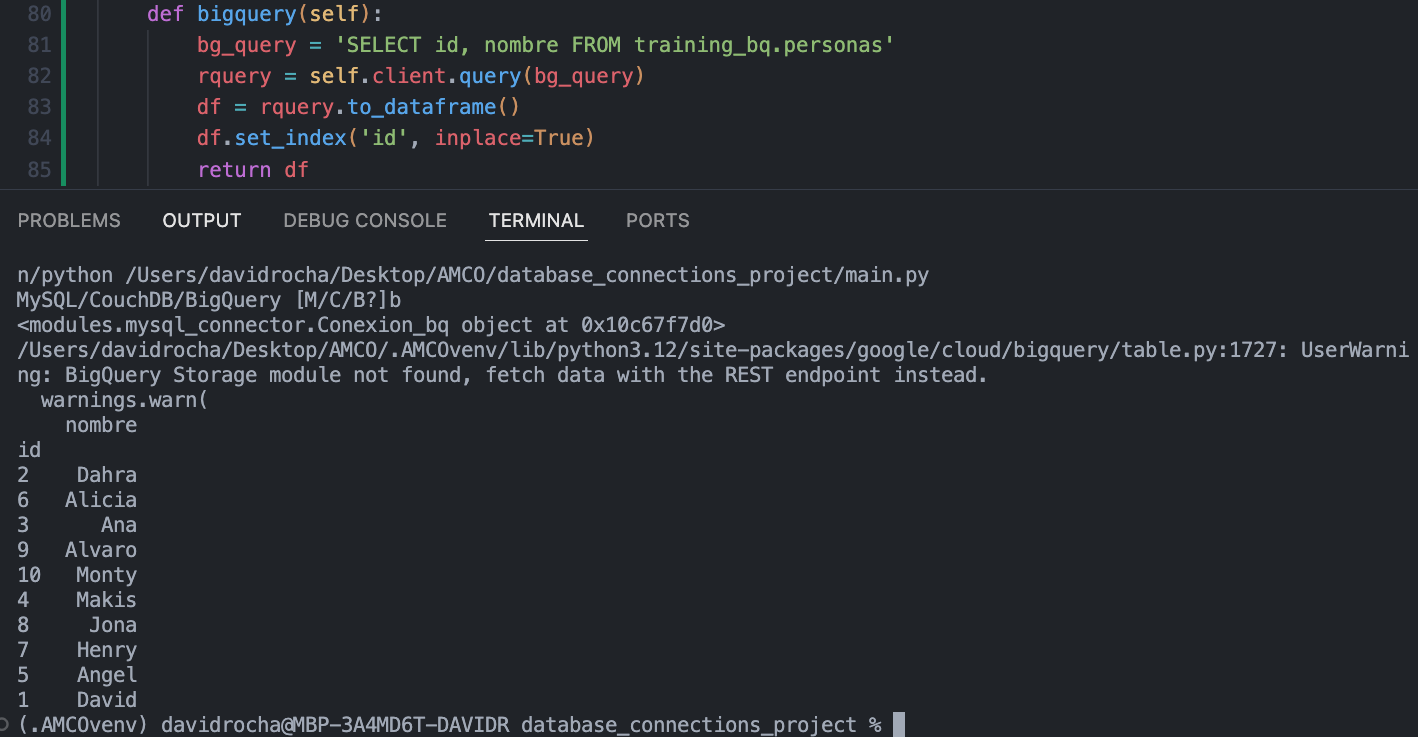 80 def bigquery(self):
81 bg_query = 'SELECT id, nombre FROM training_bq.personas'
82 rquery = self.client.query(bg_query)
83 df = rquery.to_dataframe()
84 df.set_index('id', inplace=True)
85 return df
PROBLEMS OUTPUT DEBUG CONSOLE TERMINAL PORTS
n/python /Users/davidrocha/Desktop/AMCO/database_connections_project/main.py
MySQL/CouchDB/BigQuery [M/C/B?]b
<modules.mysql_connector.Conexion_bq object at 0x10c67f7d0>
/Users/davidrocha/Desktop/AMCO/.AMCOvenv/lib/python3.12/site-packages/google/cloud/bigquery/table.py:1727: UserWarni
ng: BigQuery Storage module not found, fetch data with the REST endpoint instead.
warnings.warn(
nombre
id
2 Dahra
6 Alicia
3 Ana
9 Alvaro
10 Monty
4 Makis
8 Jona
7 Henry
5 Angel
1 David
(.AMCOvenv) davidrocha@MBP-3A4MD6T-DAVIDR database_connections_project %